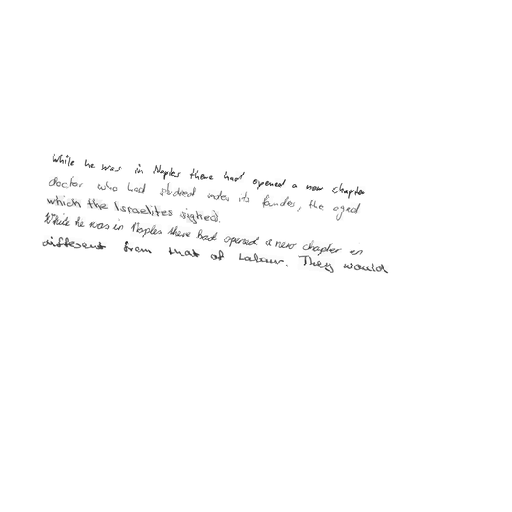 While he was in Naples there had opened a new chapter
doctor who had studied under its founder, the aged
which the Israelites sighed.
While he was in Naples there had opened a new chapter in
different from that of Labour. They would